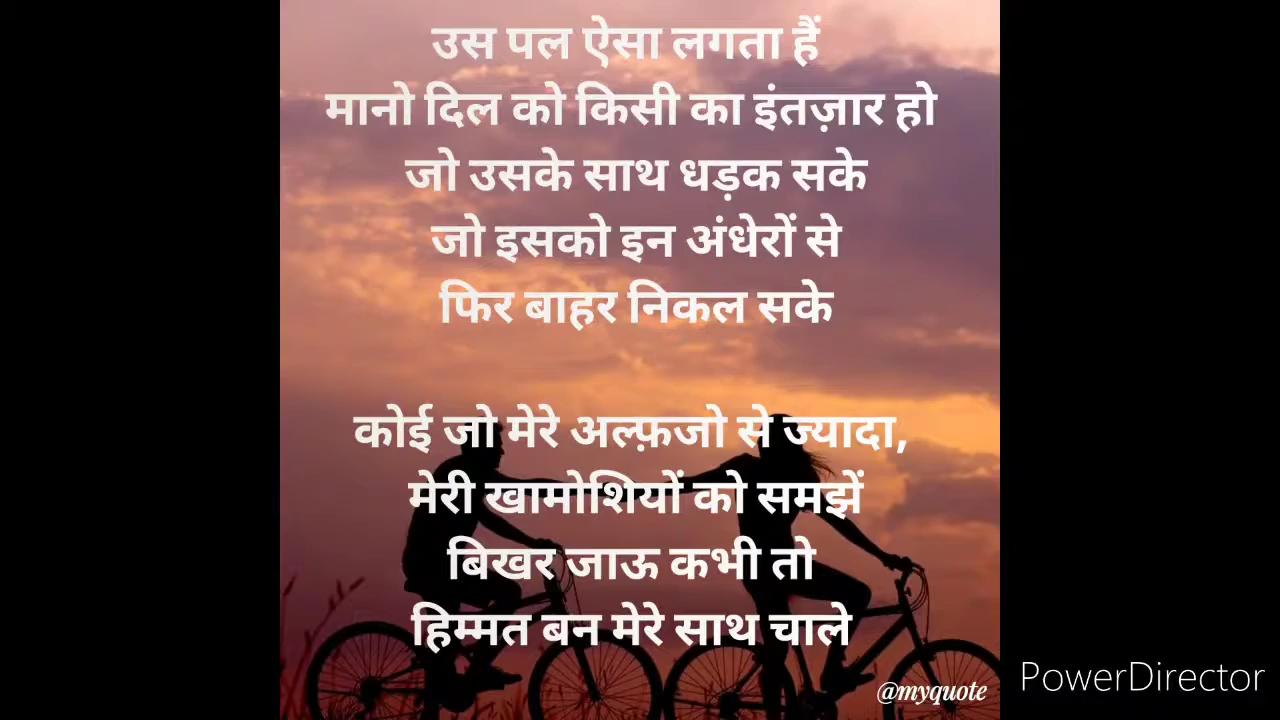 उस पल ऐसा लगता हैं
मानो दिल को किसी का इंतज़ार हो
जो उसके साथ धड़क सके
जो इसको इन अंधेरों से
फिर बाहर निकल सके
कोई जो मेरे अल्फ़जो से ज्यादा,
मेरी खामोशियों को समझें
बिखर जाऊ कभी तो
हिम्मत बन मेरे साथ चाले
@myquote
PowerDirector